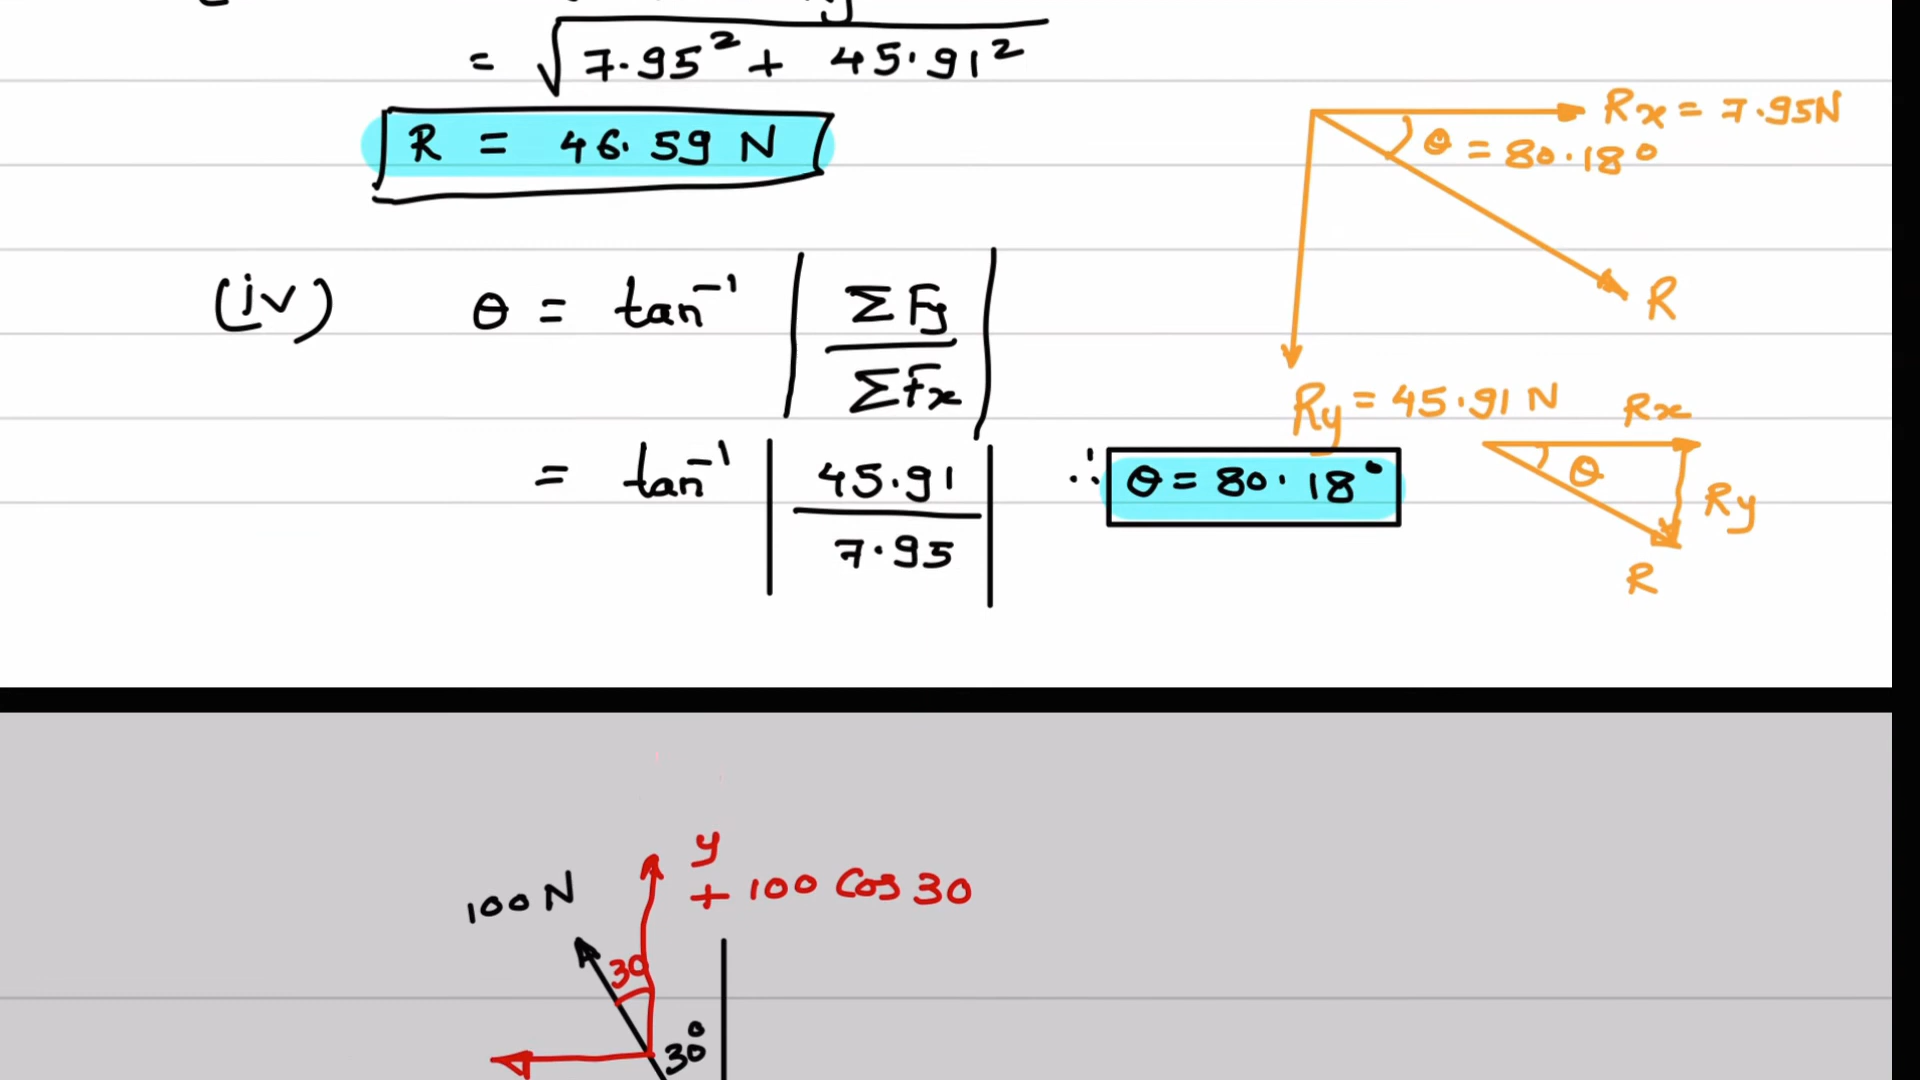 = √7.95² + 45.91²
R = 46.59 N
Rx = 7.95N
θ = 80.18°
R
Ry = 45.91 N
(iv) θ = tan⁻¹ | ΣFy / ΣFx |
= tan⁻¹ | 45.91 / 7.95 | ∴ θ = 80.18°
Rx
θ
Ry
R
y
100 N + 100 Cos 30
30
30°